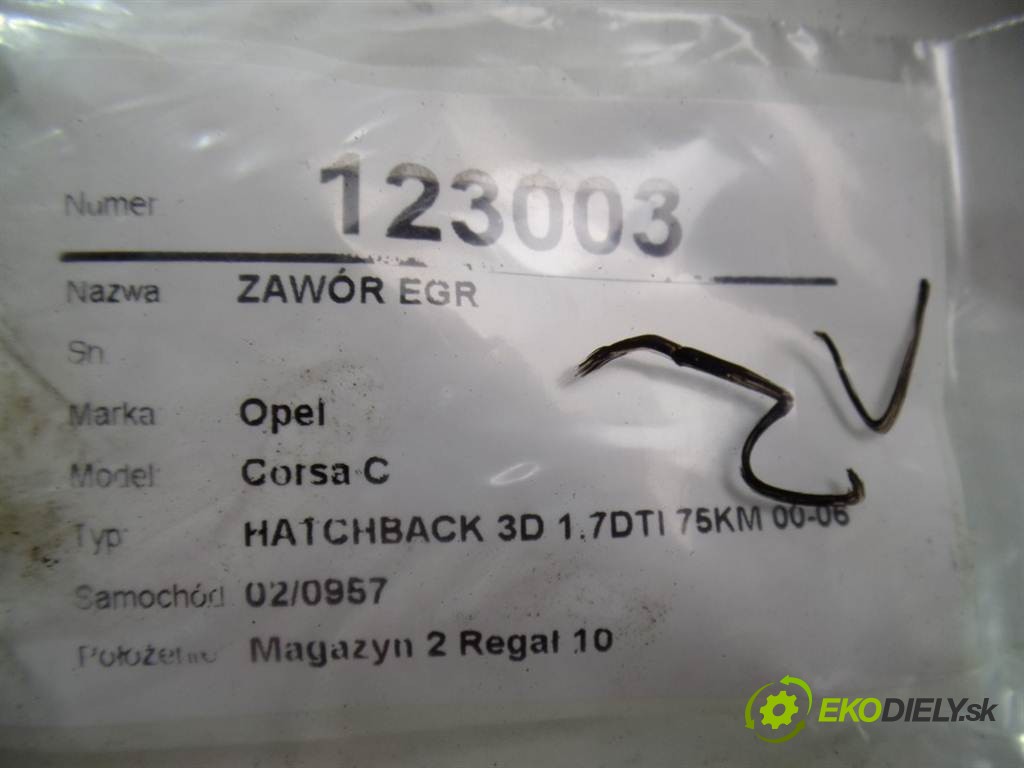 Numer 123003
Nazwa ZAWÓR EGR
Sn
Marka Opel
Model Corsa C
Typ HATCHBACK 3D 1.7DTI 75KM 00-06
Samochód 02/0957
Położenie Magazyn 2 Regał 10
EKODIELY.sk